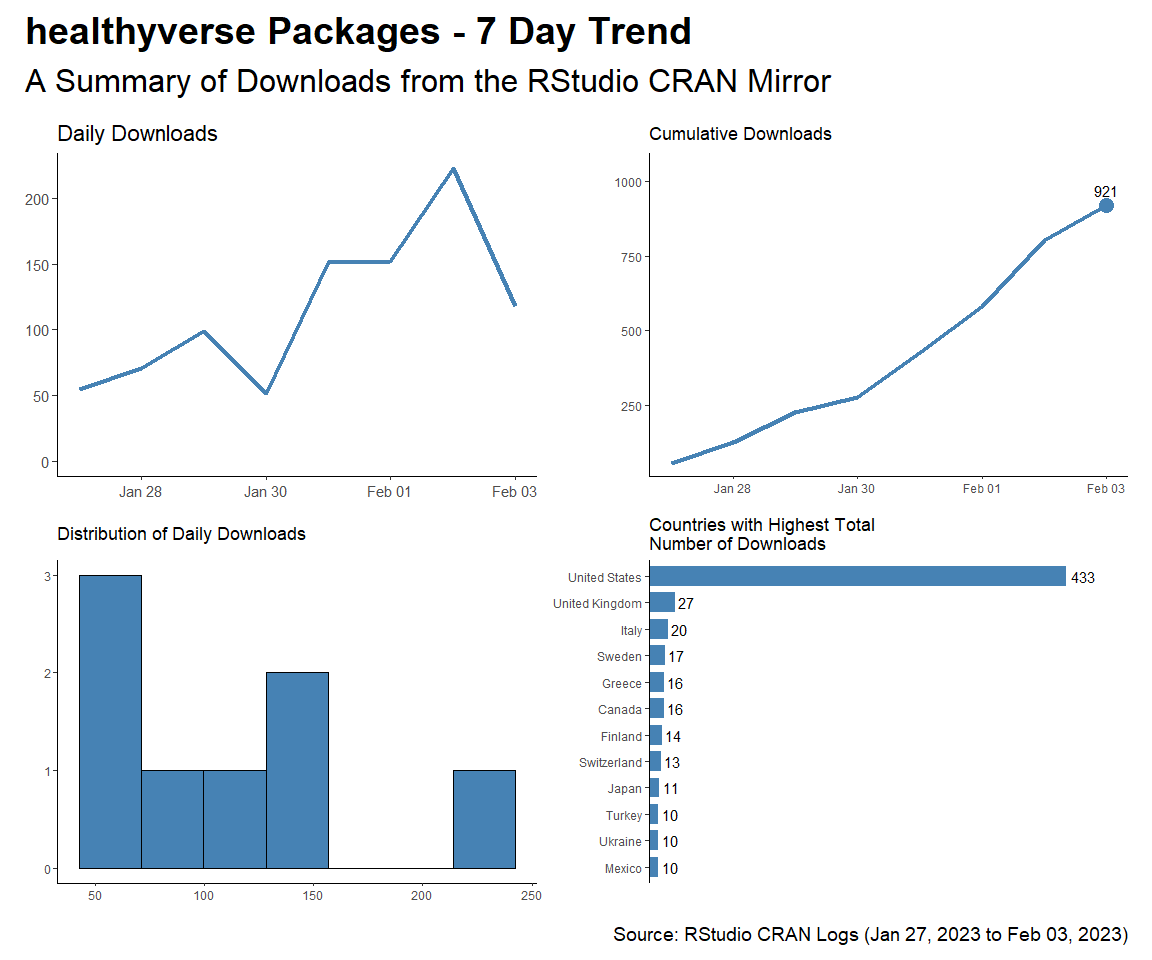 healthyverse Packages - 7 Day Trend
A Summary of Downloads from the RStudio CRAN Mirror
Daily Downloads
200
150
100
50
0
Jan 28 Jan 30 Feb 01 Feb 03
Cumulative Downloads
1000
750
500
250
921
Jan 28 Jan 30 Feb 01 Feb 03
Distribution of Daily Downloads
3
2
1
0
50 100 150 200 250
Countries with Highest Total
Number of Downloads
United States 433
United Kingdom 27
Italy 20
Sweden 17
Greece 16
Canada 16
Finland 14
Switzerland 13
Japan 11
Turkey 10
Ukraine 10
Mexico 10
Source: RStudio CRAN Logs (Jan 27, 2023 to Feb 03, 2023)